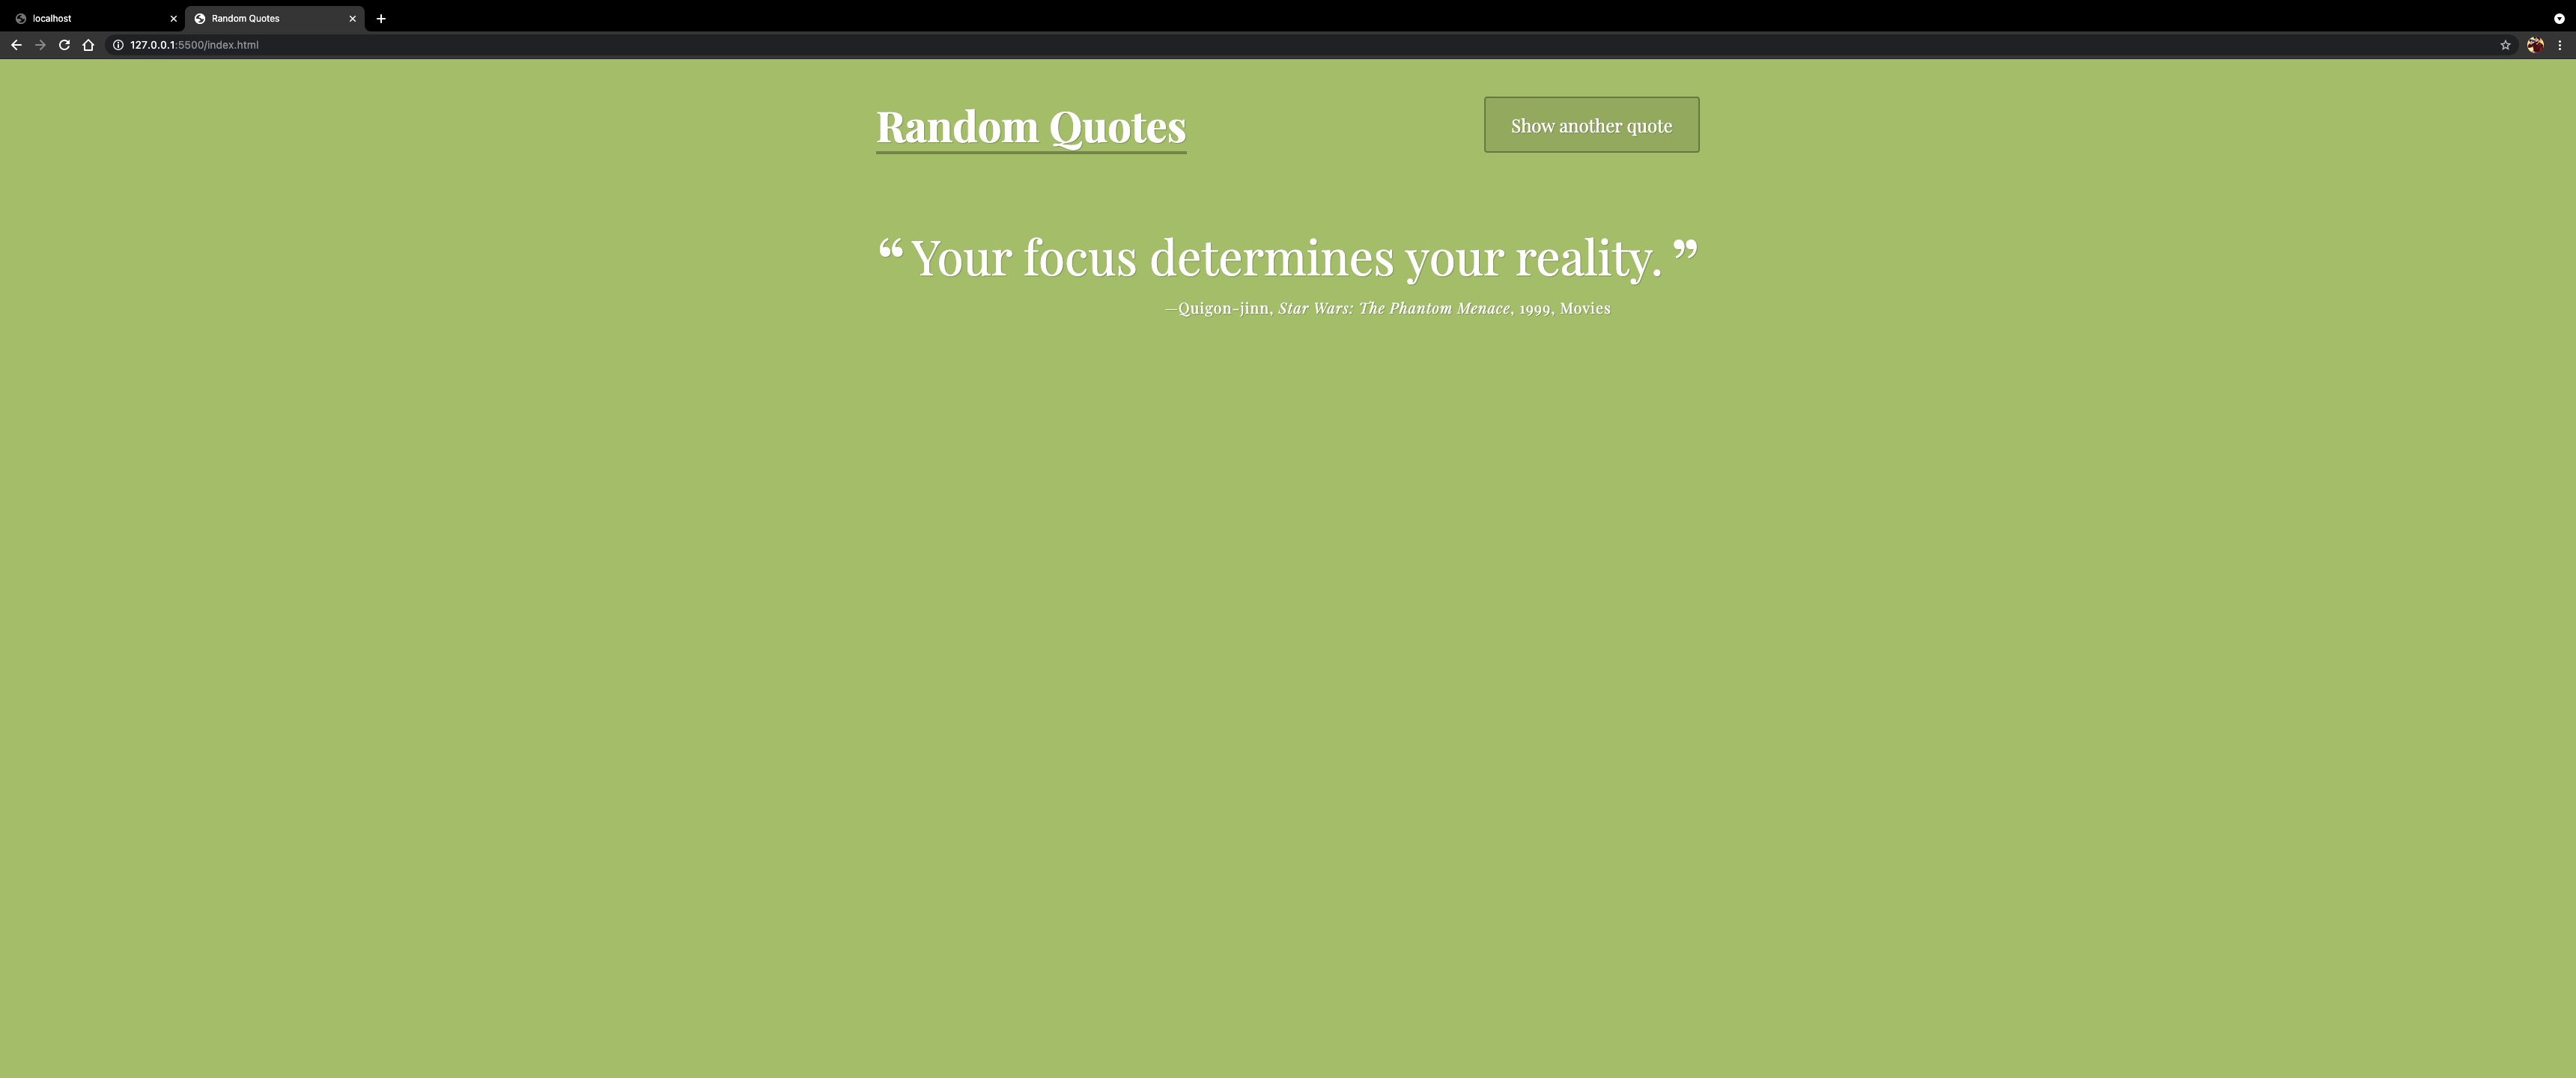 localhost
Random Quotes
127.0.0.1:5500/index.html
Random Quotes
Show another quote
“ Your focus determines your reality. ”
—Quigon-jinn, Star Wars: The Phantom Menace, 1999, Movies